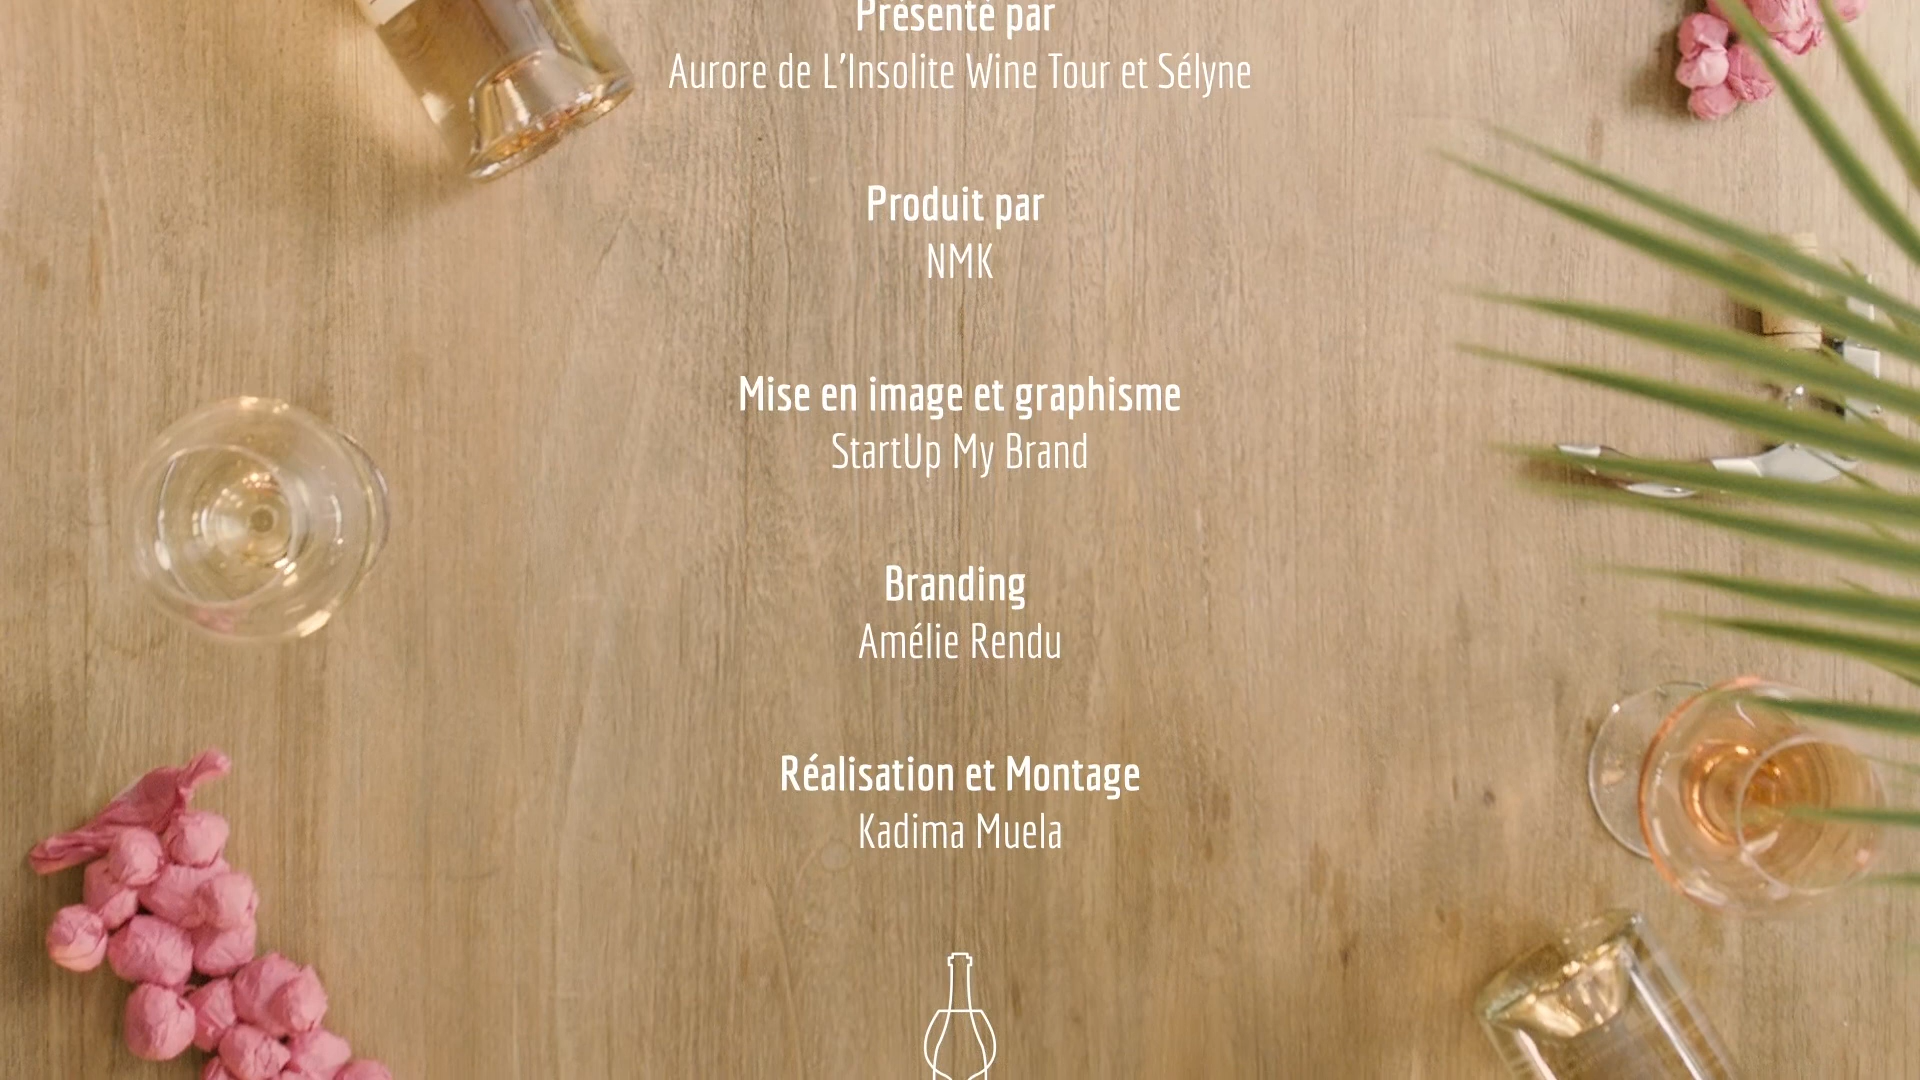 Présenté par
Aurore de L'Insolite Wine Tour et Sélyne
Produit par
NMK
Mise en image et graphisme
StartUp My Brand
Branding
Amélie Rendu
Réalisation et Montage
Kadima Muela